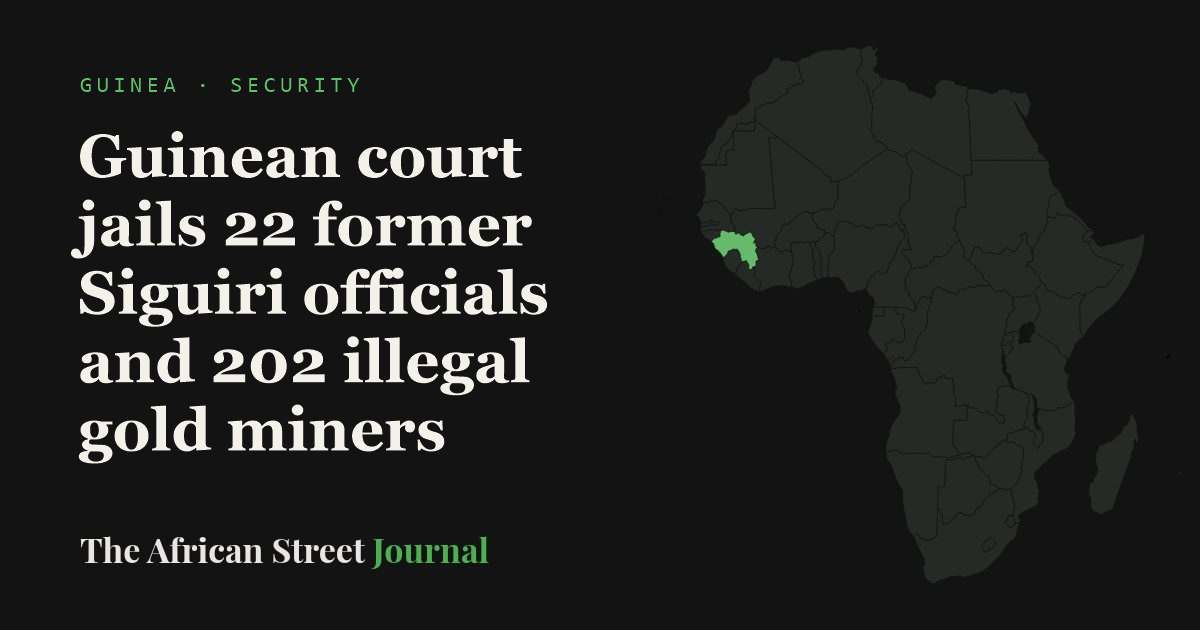 GUINEA · SECURITY
Guinean court
jails 22 former
Siguiri officials
and 202 illegal
gold miners
The African Street Journal